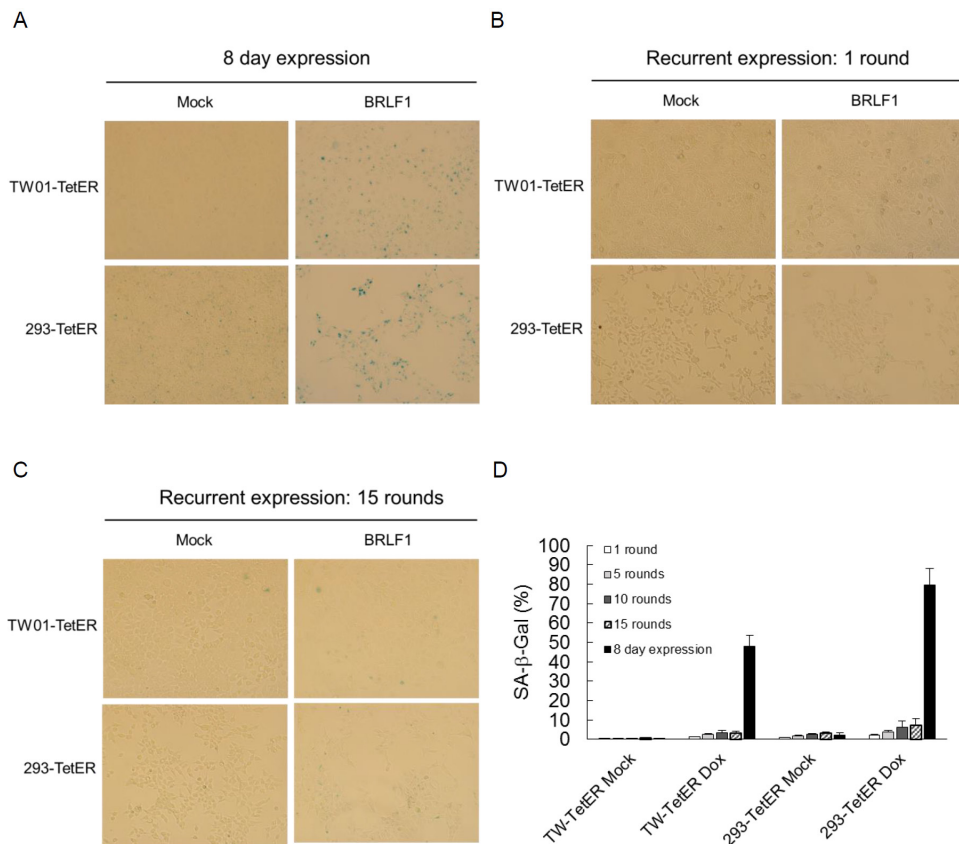 A
8 day expression
Mock
BRLF1
TW01-TetER
293-TetER
B
Recurrent expression: 1 round
Mock
BRLF1
TW01-TetER
293-TetER
C
Recurrent expression: 15 rounds
Mock
BRLF1
TW01-TetER
293-TetER
D
SA-β-Gal (%)
100
90
80
70
60
50
40
30
20
10
0
1 round
5 rounds
10 rounds
15 rounds
8 day expression
TW-TetER Mock
TW-TetER Dox
293-TetER Mock
293-TetER Dox